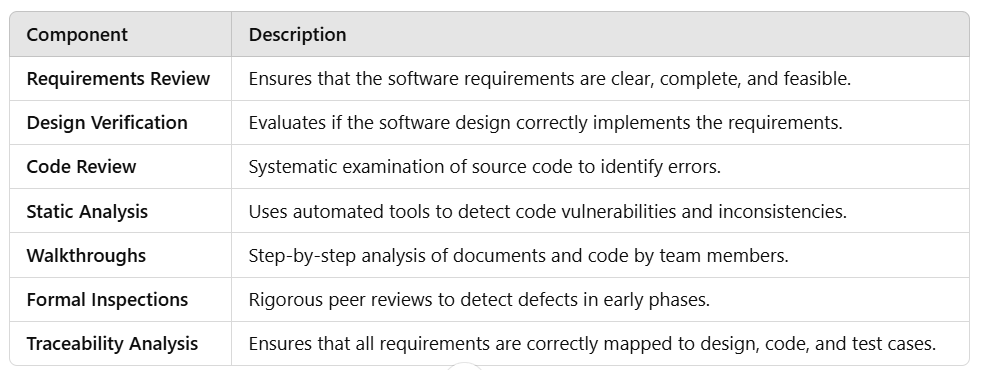 Component Description
Requirements Review Ensures that the software requirements are clear, complete, and feasible.
Design Verification Evaluates if the software design correctly implements the requirements.
Code Review Systematic examination of source code to identify errors.
Static Analysis Uses automated tools to detect code vulnerabilities and inconsistencies.
Walkthroughs Step-by-step analysis of documents and code by team members.
Formal Inspections Rigorous peer reviews to detect defects in early phases.
Traceability Analysis Ensures that all requirements are correctly mapped to design, code, and test cases.